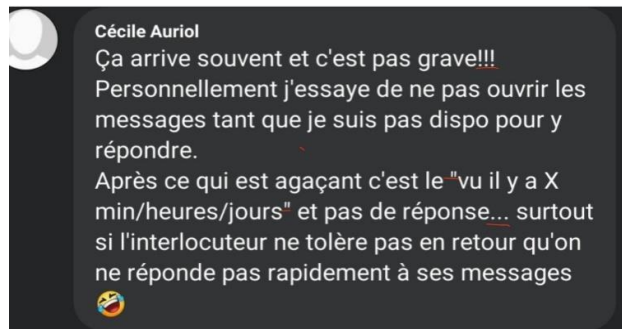 Cécile Auriol
Ça arrive souvent et c'est pas grave!!!
Personnellement j'essaye de ne pas ouvrir les
messages tant que je suis pas dispo pour y
répondre.
Après ce qui est agaçant c'est le "vu il y a X
min/heures/jours" et pas de réponse... surtout
si l'interlocuteur ne tolère pas en retour qu'on
ne réponde pas rapidement à ses messages
🤣